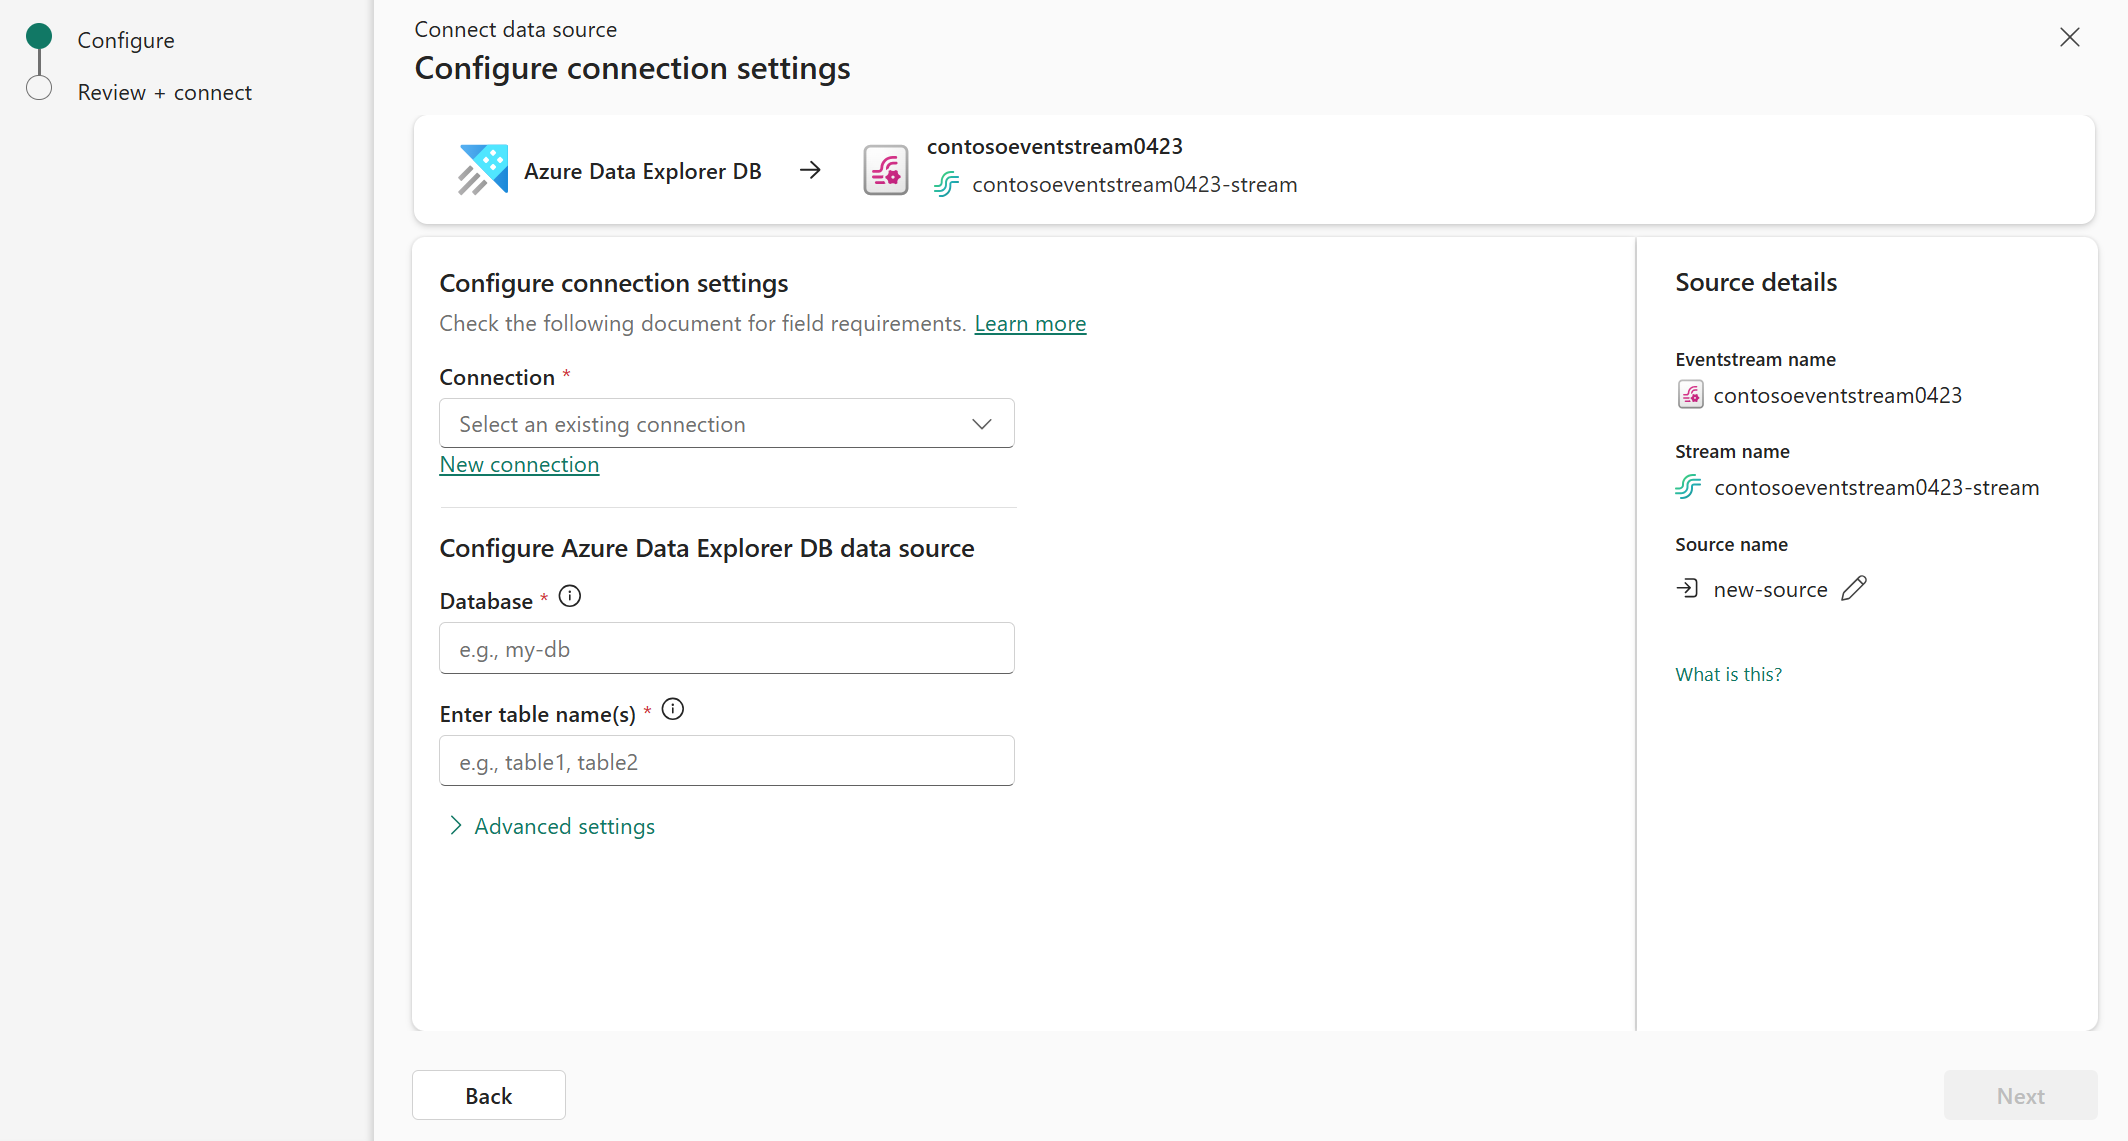 Configure
Review + connect
Connect data source
Configure connection settings
Azure Data Explorer DB
contosoeventstream0423
contosoeventstream0423-stream
Configure connection settings
Check the following document for field requirements. Learn more
Connection *
Select an existing connection
New connection
Configure Azure Data Explorer DB data source
Database *
e.g., my-db
Enter table name(s) *
e.g., table1, table2
Advanced settings
Source details
Eventstream name
contosoeventstream0423
Stream name
contosoeventstream0423-stream
Source name
new-source
What is this?
Back
Next